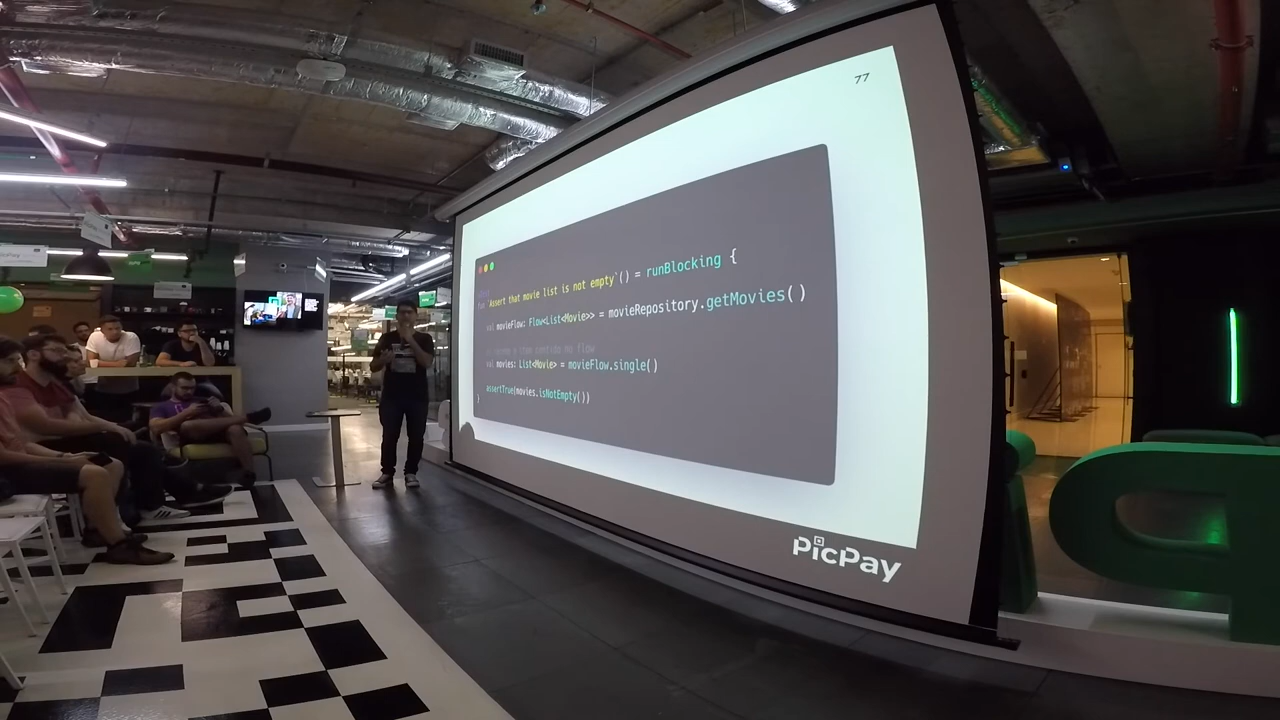 77
fun `Assert that movie list is not empty`() = runBlocking {
val movieFlow: Flow<List<Movie>> = movieRepository.getMovies()
val movies: List<Movie> = movieFlow.single()
assertTrue(movies.isNotEmpty())
}
PicPay